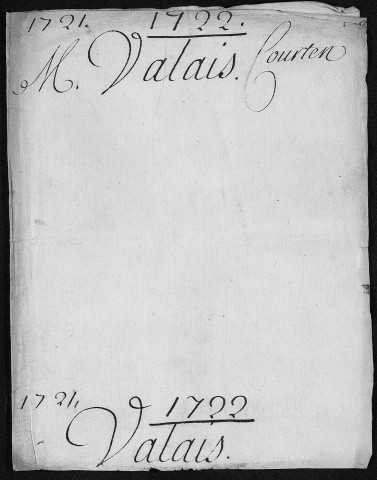 1721. 1722.
M. Valais. Courten
1721. 1722
Valais.